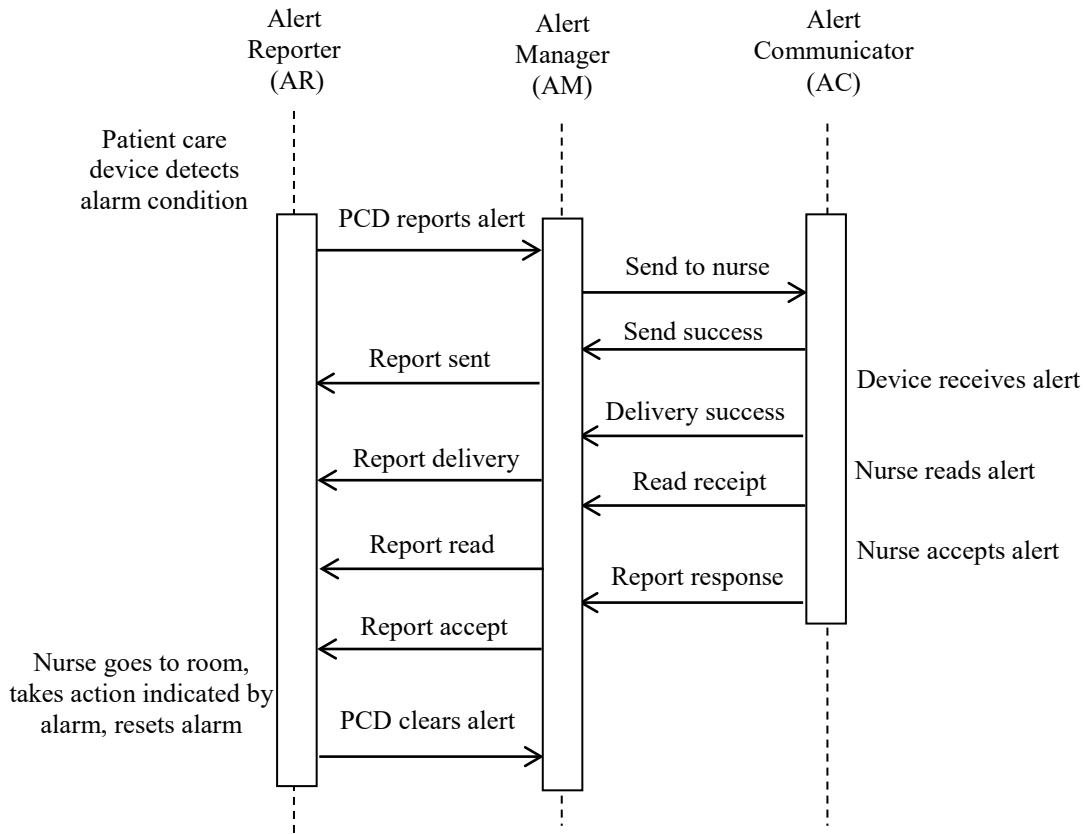 Alert
Reporter
(AR)
Alert
Manager
(AM)
Alert
Communicator
(AC)
Patient care
device detects
alarm condition
PCD reports alert
Send to nurse
Send success
Report sent
Device receives alert
Delivery success
Report delivery
Nurse reads alert
Read receipt
Report read
Nurse accepts alert
Report response
Report accept
Nurse goes to room,
takes action indicated by
alarm, resets alarm
PCD clears alert